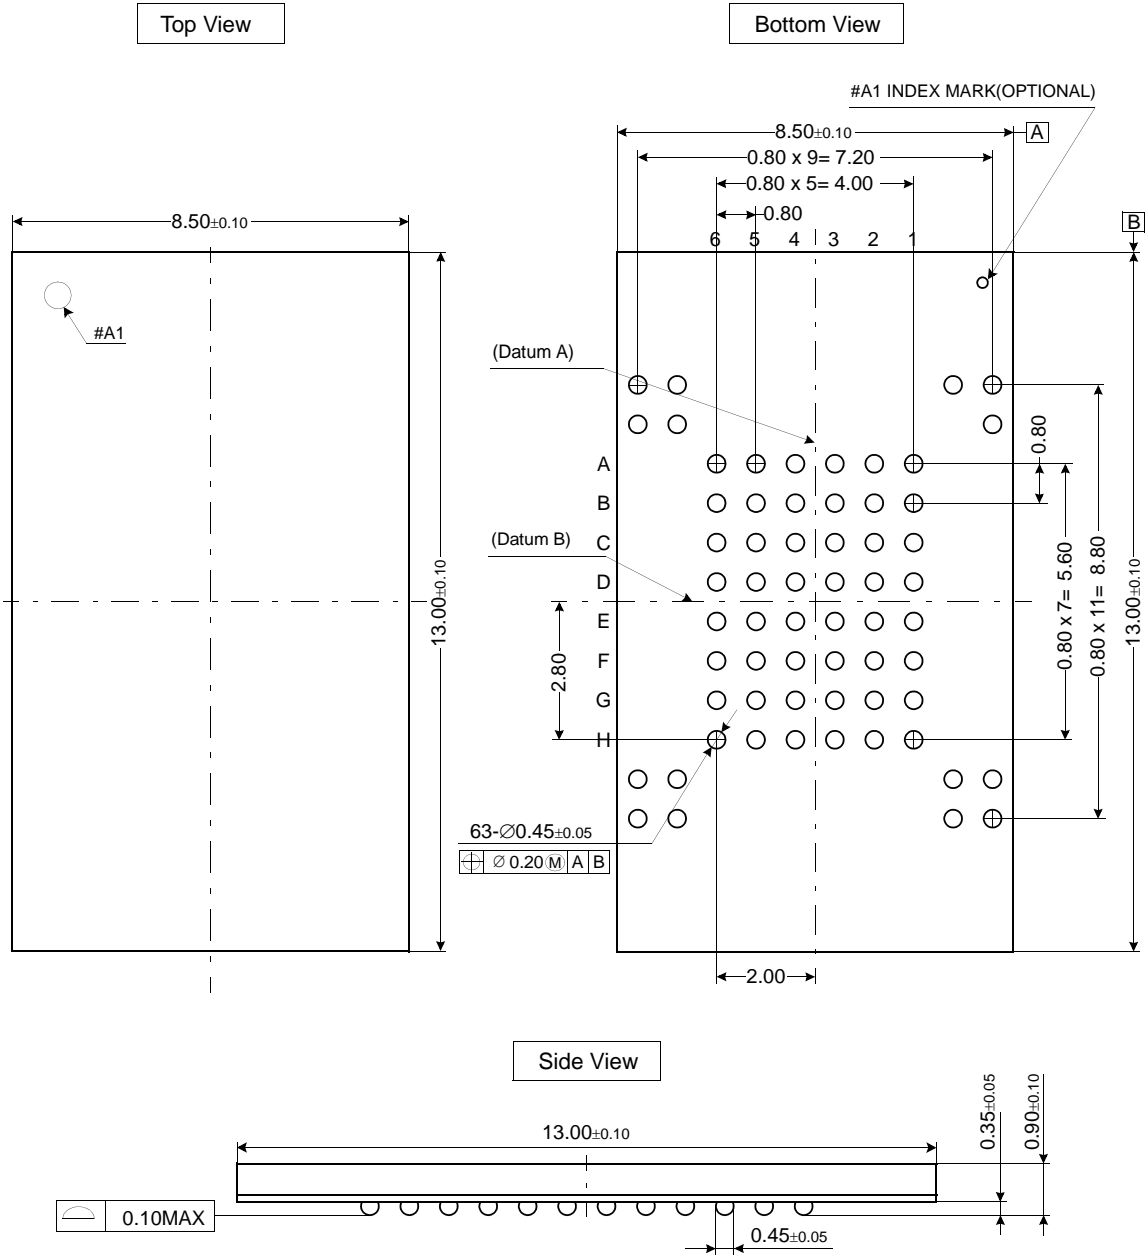 Top View
Bottom View
#A1 INDEX MARK(OPTIONAL)
8.50±0.10
A
0.80 x 9= 7.20
0.80 x 5= 4.00
0.80
8.50±0.10
B
6 5 4 3 2 1
#A1
(Datum A)
0.80
A
B
C
(Datum B)
D
E
F
G
H
2.80
13.00±0.10
0.80 x 7= 5.60
0.80 x 11= 8.80
13.00±0.10
63-∅0.45±0.05
∅ 0.20 Ⓜ A B
2.00
Side View
13.00±0.10
0.35±0.05
0.90±0.10
0.10MAX
0.45±0.05